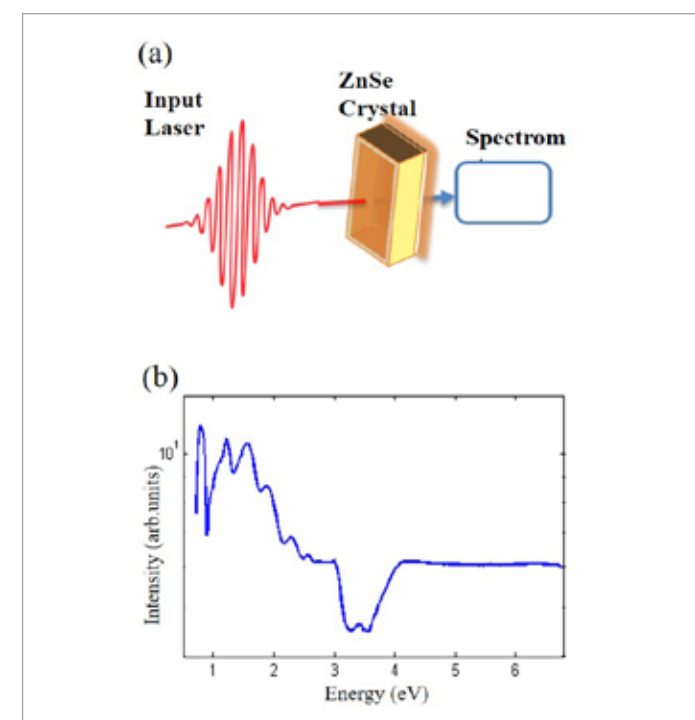 (a)
Input
Laser
ZnSe
Crystal
Spectrom
(b)
10¹
Intensity (arb.units)
1 2 3 4 5 6
Energy (eV)